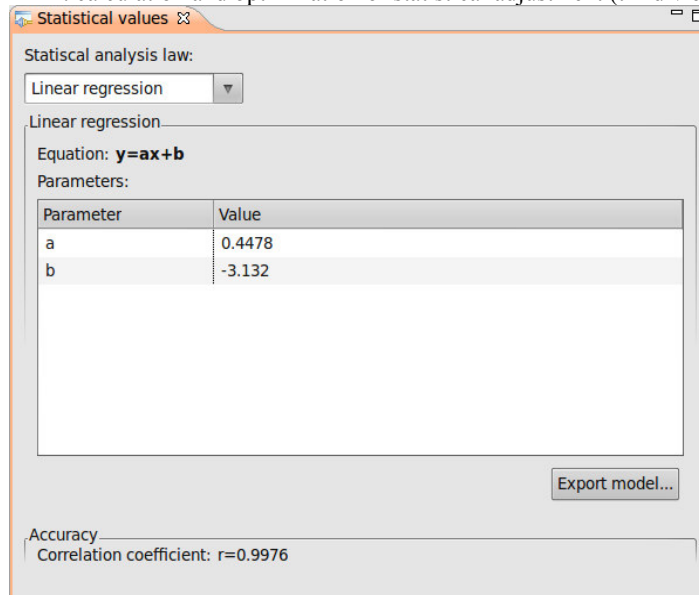 Statistical values
Statiscal analysis law:
Linear regression
Linear regression
Equation: y=ax+b
Parameters:
Parameter Value
a 0.4478
b -3.132
Export model...
Accuracy
Correlation coefficient: r=0.9976